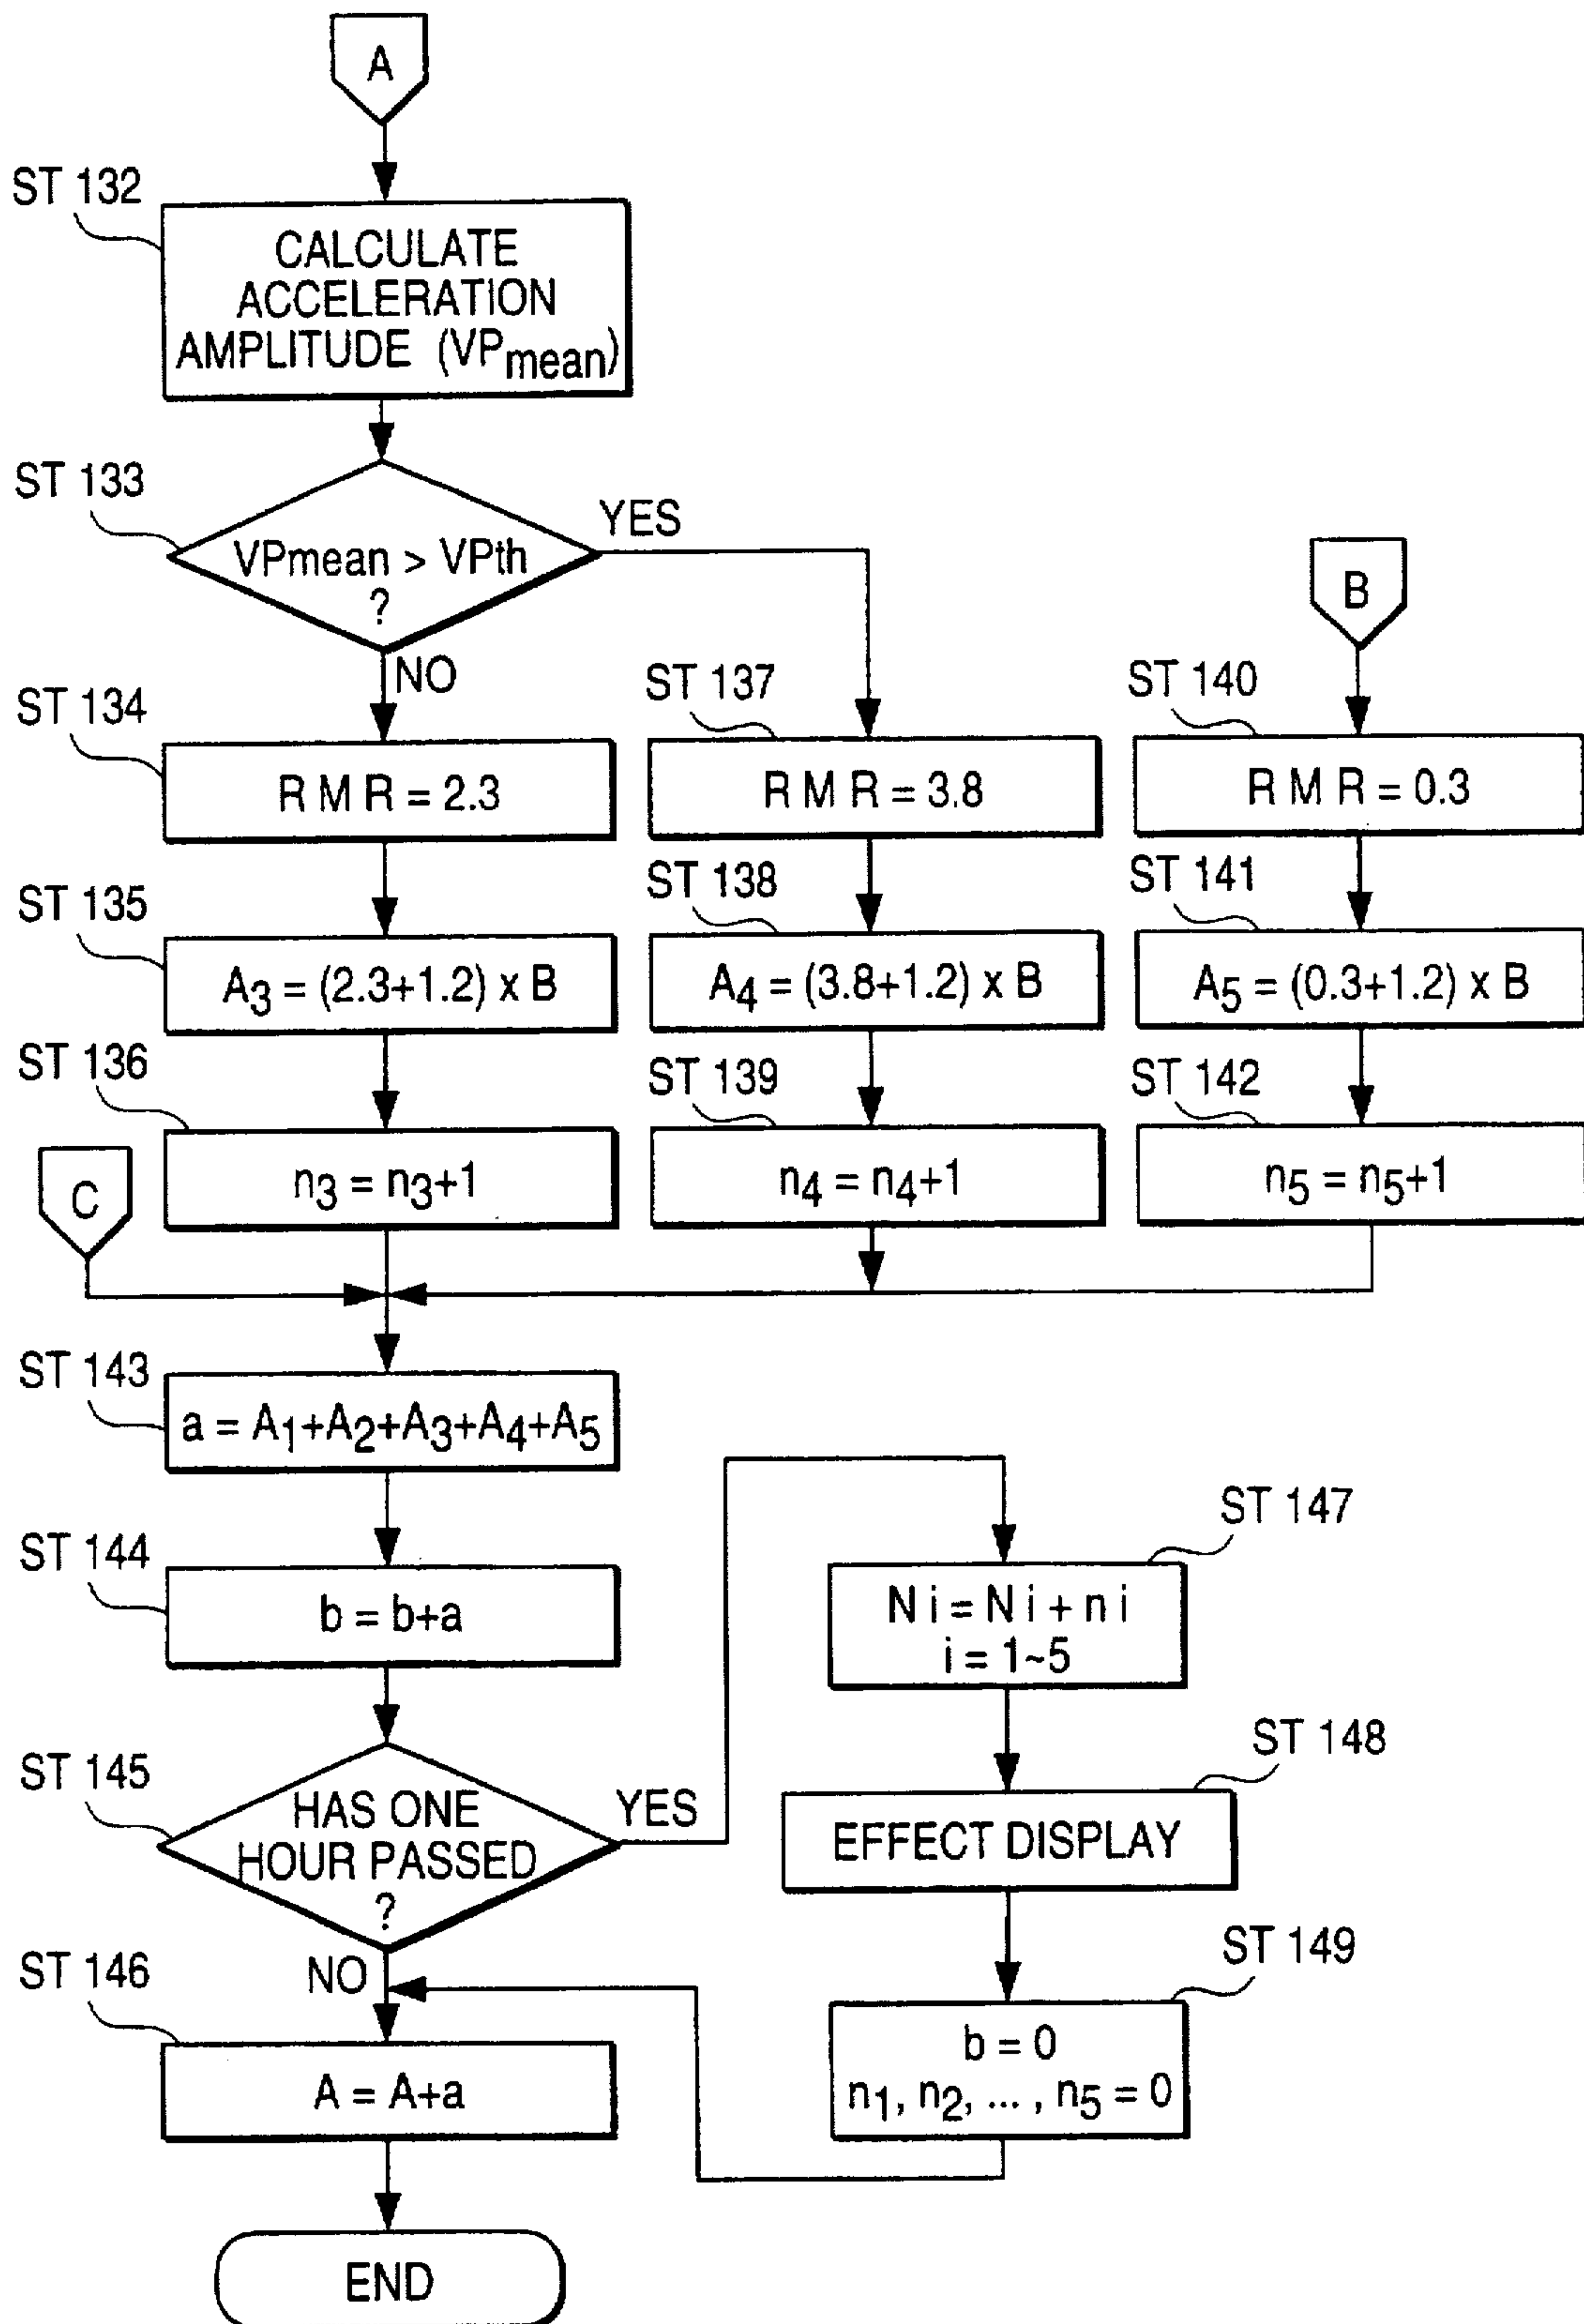 A
ST 132
CALCULATE
ACCELERATION
AMPLITUDE (VPmean)
ST 133
VPmean > VPth
?
YES
NO
B
ST 134
R M R = 2.3
ST 135
A3 = (2.3+1.2) x B
ST 136
n3 = n3+1
ST 137
R M R = 3.8
ST 138
A4 = (3.8+1.2) x B
ST 139
n4 = n4+1
ST 140
R M R = 0.3
ST 141
A5 = (0.3+1.2) x B
ST 142
n5 = n5+1
C
ST 143
a = A1+A2+A3+A4+A5
ST 144
b = b+a
ST 145
HAS ONE
HOUR PASSED
?
YES
NO
ST 147
N i = N i + n i
i = 1~5
ST 148
EFFECT DISPLAY
ST 149
b = 0
n1, n2, ... , n5 = 0
ST 146
A = A+a
END